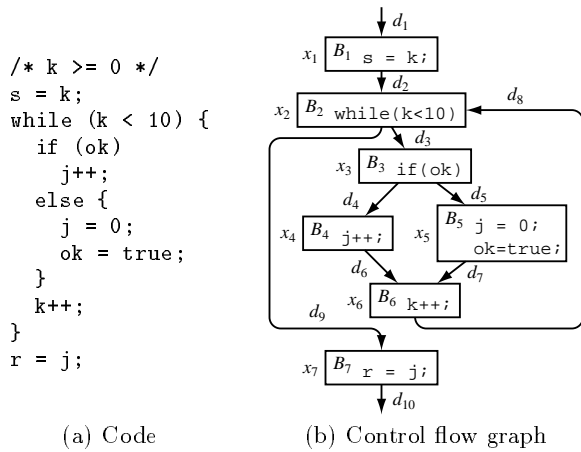 /* k >= 0 */
s = k;
while (k < 10) {
  if (ok)
    j++;
  else {
    j = 0;
    ok = true;
  }
  k++;
}
r = j;
(a) Code
d1
x1 B1 s = k;
d2
d8
x2 B2 while(k<10)
d3
x3 B3 if(ok)
d4 d5
x4 B4 j++;
x5 B5 j = 0;
ok=true;
d6 d7
x6 B6 k++;
d9
x7 B7 r = j;
d10
(b) Control flow graph